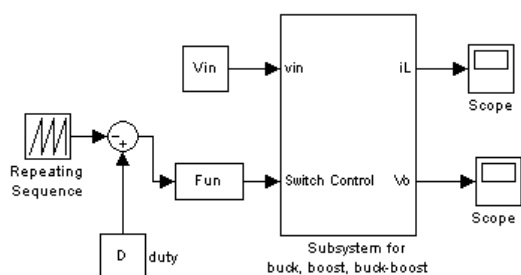 Vin
vin
iL
Scope
Repeating
Sequence
-
+
Fun
Switch Control
Vo
Scope
D
duty
Subsystem for
buck, boost, buck-boost